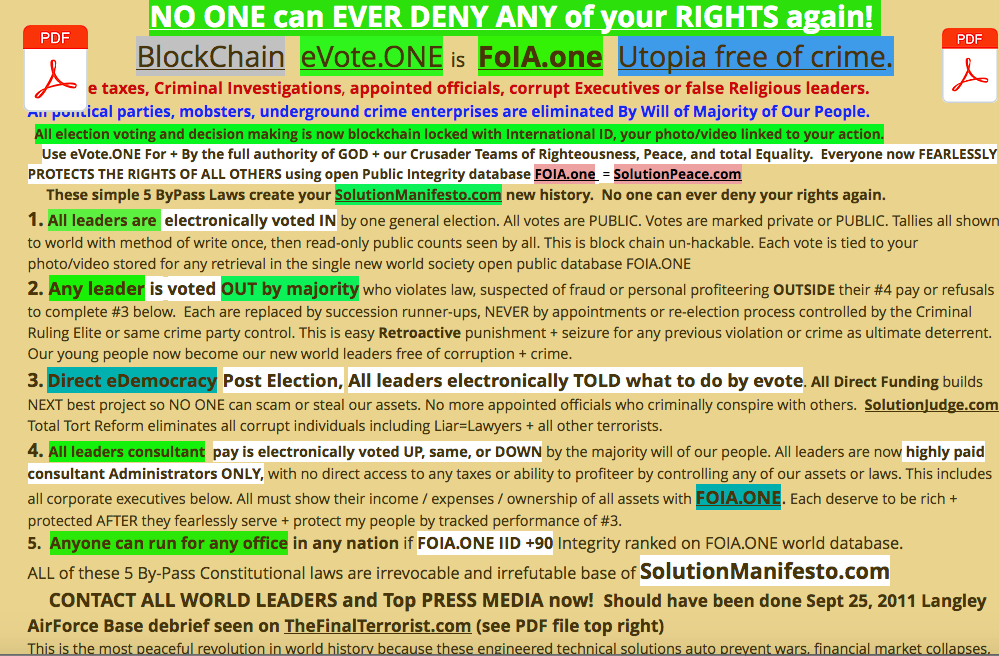 NO ONE can EVER DENY ANY of your RIGHTS again!
PDF
PDF
BlockChain eVote.ONE is FoIA.one Utopia free of crime.
e taxes, Criminal Investigations, appointed officials, corrupt Executives or false Religious leaders.
All political parties, mobsters, underground crime enterprises are eliminated By Will of Majority of Our People.
All election voting and decision making is now blockchain locked with International ID, your photo/video linked to your action.
Use eVote.ONE For + By the full authority of GOD + our Crusader Teams of Righteousness, Peace, and total Equality. Everyone now FEARLESSLY
PROTECTS THE RIGHTS OF ALL OTHERS using open Public Integrity database FOIA.one = SolutionPeace.com
These simple 5 ByPass Laws create your SolutionManifesto.com new history. No one can ever deny your rights again.
1. All leaders are electronically voted IN by one general election. All votes are PUBLIC. Votes are marked private or PUBLIC. Tallies all shown
to world with method of write once, then read-only public counts seen by all. This is block chain un-hackable. Each vote is tied to your
photo/video stored for any retrieval in the single new world society open public database FOIA.ONE
2. Any leader is voted OUT by majority who violates law, suspected of fraud or personal profiteering OUTSIDE their #4 pay or refusals
to complete #3 below. Each are replaced by succession runner-ups, NEVER by appointments or re-election process controlled by the Criminal
Ruling Elite or same crime party control. This is easy Retroactive punishment + seizure for any previous violation or crime as ultimate deterrent.
Our young people now become our new world leaders free of corruption + crime.
3. Direct eDemocracy Post Election, All leaders electronically TOLD what to do by evote. All Direct Funding builds
NEXT best project so NO ONE can scam or steal our assets. No more appointed officials who criminally conspire with others. SolutionJudge.com
Total Tort Reform eliminates all corrupt individuals including Liar=Lawyers + all other terrorists.
4. All leaders consultant pay is electronically voted UP, same, or DOWN by the majority will of our people. All leaders are now highly paid
consultant Administrators ONLY, with no direct access to any taxes or ability to profiteer by controlling any of our assets or laws. This includes
all corporate executives below. All must show their income / expenses / ownership of all assets with FOIA.ONE. Each deserve to be rich +
protected AFTER they fearlessly serve + protect my people by tracked performance of #3.
5. Anyone can run for any office in any nation if FOIA.ONE IID +90 Integrity ranked on FOIA.ONE world database.
ALL of these 5 By-Pass Constitutional laws are irrevocable and irrefutable base of SolutionManifesto.com
CONTACT ALL WORLD LEADERS and Top PRESS MEDIA now! Should have been done Sept 25, 2011 Langley
AirForce Base debrief seen on TheFinalTerrorist.com (see PDF file top right)
This is the most peaceful revolution in world history because these engineered technical solutions auto prevent wars, financial market collapses,